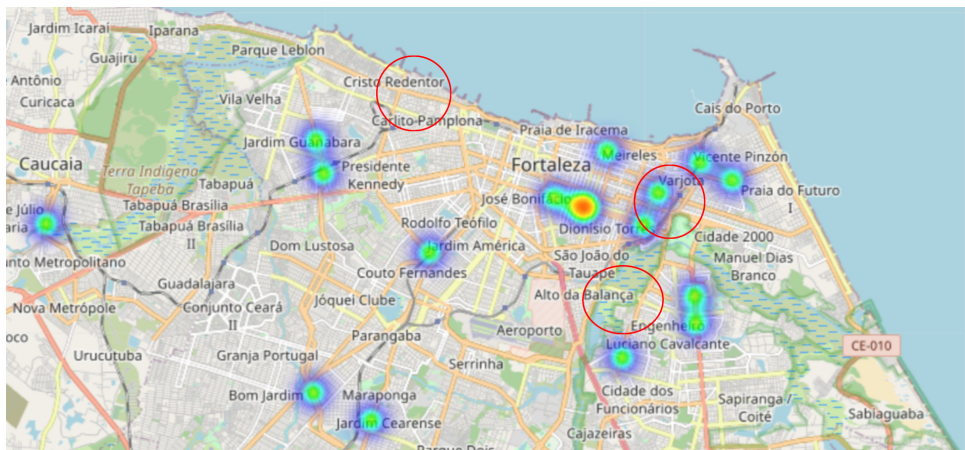 Jardim Icaraí
Iparana
Guajiru
Parque Leblon
Antônio
Curicaca
Cristo Redentor
Vila Velha
Carlito Pamplona
Cais do Porto
Jardim Guanabara
Praia de Iracema
Caucaia
Terra Indígena
Tapeba
Tabapuá
Presidente
Kennedy
Fortaleza
Meireles
Vicente Pinzón
Varjota
Praia do Futuro
I
e Júlio
aria
Tabapuá Brasília
Tabapuá Brasília
II
José Bonifácio
Rodolfo Teófilo
Dionísio Torres
Cidade 2000
anto Metropolitano
Dom Lustosa
Jardim América
São João do
Tauape
Manuel Dias
Branco
Couto Fernandes
Guadalajara
Nova Metrópole
Conjunto Ceará
II
Jóquei Clube
Alto da Balança
oco
Parangaba
Aeroporto
Engenheiro
Luciano Cavalcante
CE-010
Urucutuba
Granja Portugal
Serrinha
Bom Jardim
Maraponga
Cidade dos
Funcionários
Sapiranga /
Coité
Sabiaguaba
Jardim Cearense
Cajazeiras
Parque Dois